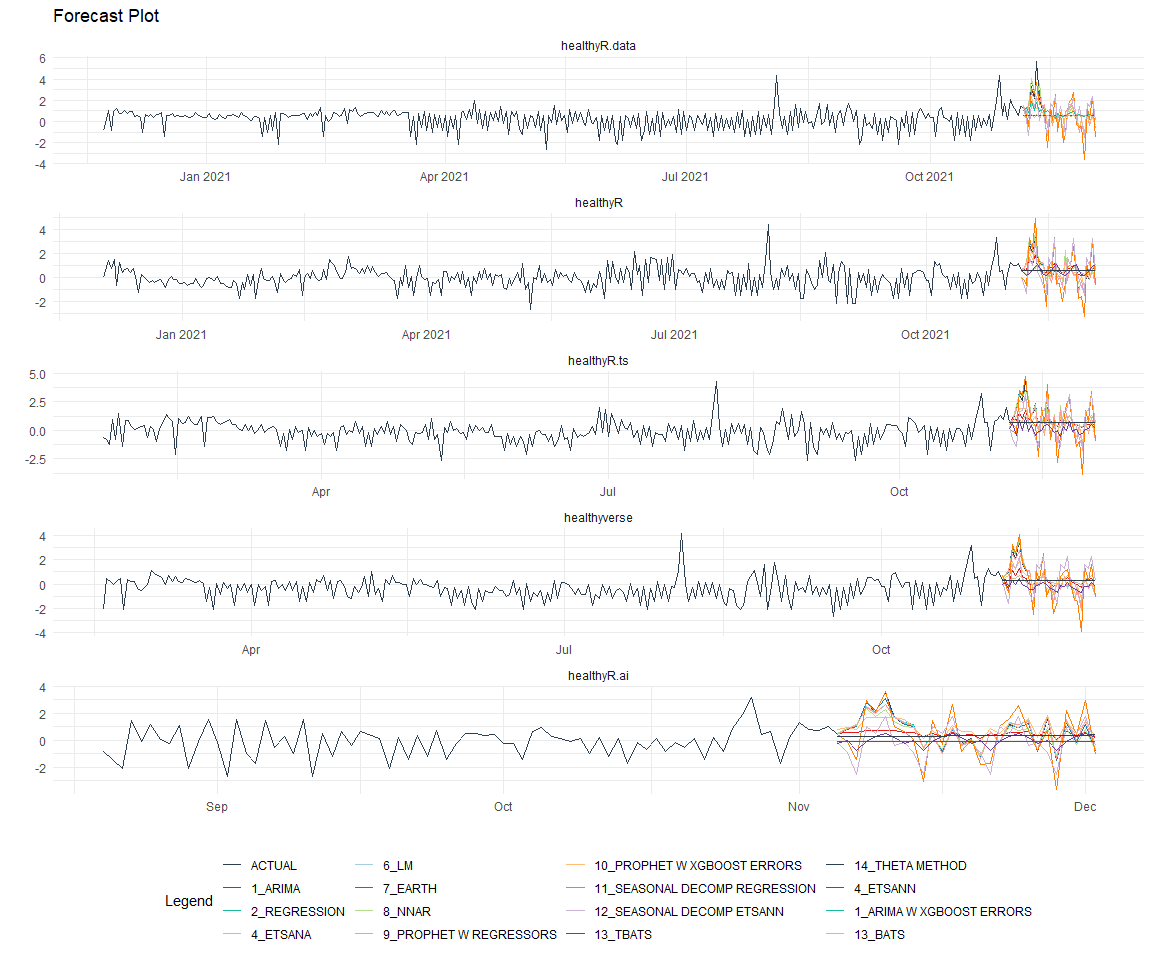 Forecast Plot
healthyR.data
6
4
2
0
-2
-4
Jan 2021 Apr 2021 Jul 2021 Oct 2021
healthyR
4
2
0
-2
Jan 2021 Apr 2021 Jul 2021 Oct 2021
healthyR.ts
5.0
2.5
0.0
-2.5
Apr Jul Oct
healthyverse
4
2
0
-2
-4
Apr Jul Oct
healthyR.ai
4
2
0
-2
Sep Oct Nov Dec
Legend
ACTUAL 6_LM 10_PROPHET W XGBOOST ERRORS 14_THETA METHOD
1_ARIMA 7_EARTH 11_SEASONAL DECOMP REGRESSION 4_ETSANN
2_REGRESSION 8_NNAR 12_SEASONAL DECOMP ETSANN 1_ARIMA W XGBOOST ERRORS
4_ETSANA 9_PROPHET W REGRESSORS 13_TBATS 13_BATS